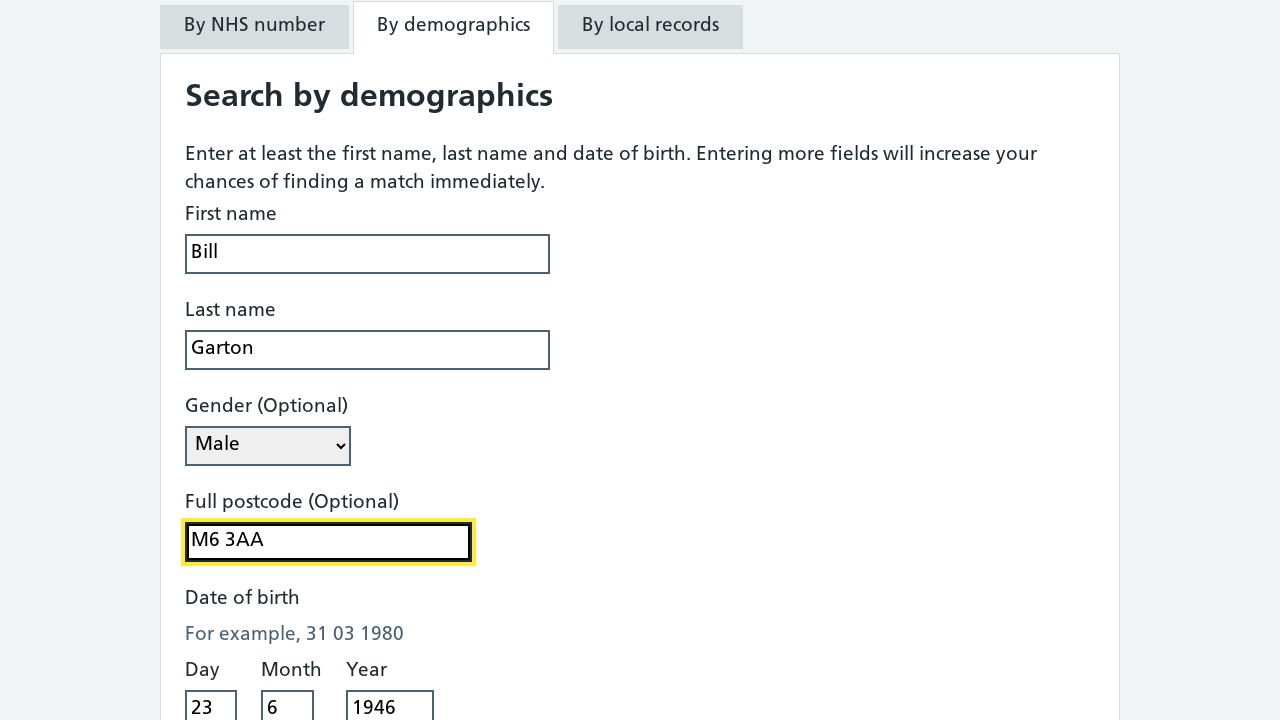 By NHS number
By demographics
By local records
Search by demographics
Enter at least the first name, last name and date of birth. Entering more fields will increase your
chances of finding a match immediately.
First name
Bill
Last name
Garton
Gender (Optional)
Male
Full postcode (Optional)
M6 3AA
Date of birth
For example, 31 03 1980
Day Month Year
23 6 1946